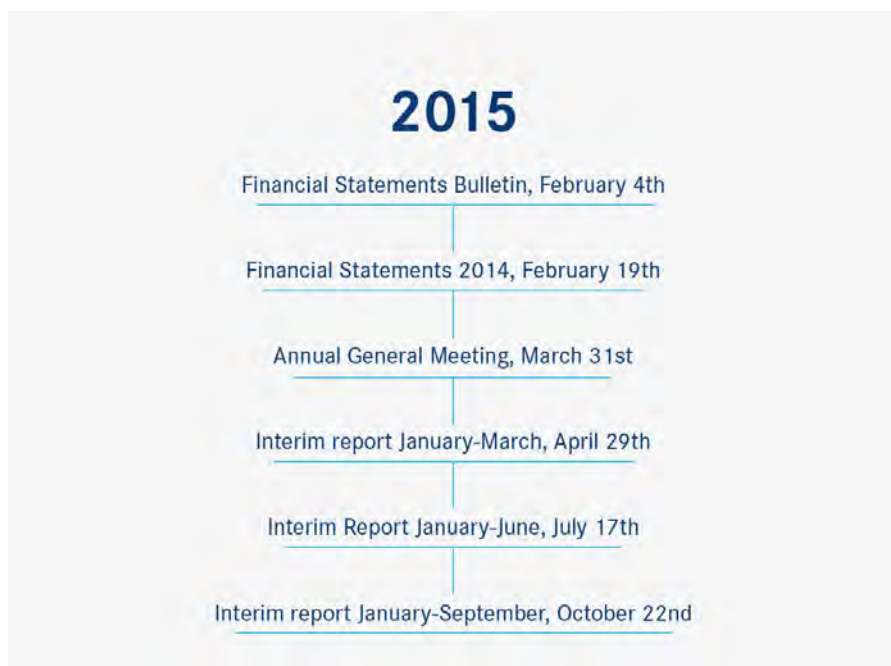 2015
Financial Statements Bulletin, February 4th
Financial Statements 2014, February 19th
Annual General Meeting, March 31st
Interim report January-March, April 29th
Interim Report January-June, July 17th
Interim report January-September, October 22nd